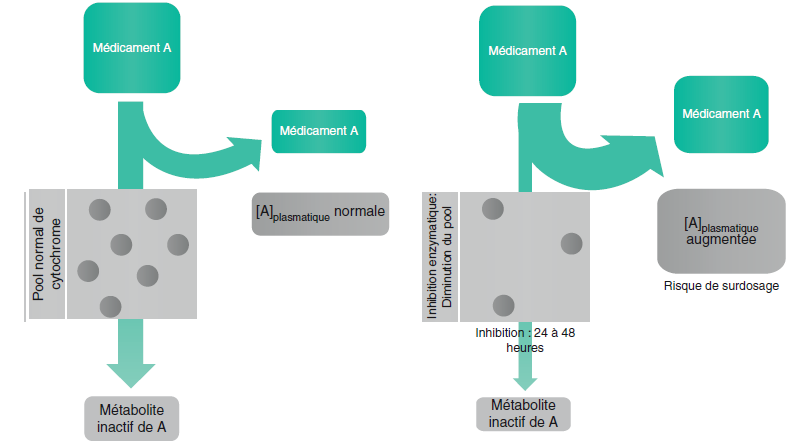 Médicament A
Médicament A
[A]plasmatique normale
Pool normal de
cytochrome
Métabolite
inactif de A
Médicament A
Médicament A
[A]plasmatique
augmentée
Risque de surdosage
Inhibition enzymatique:
Diminution du pool
Inhibition : 24 à 48
heures
Métabolite
inactif de A